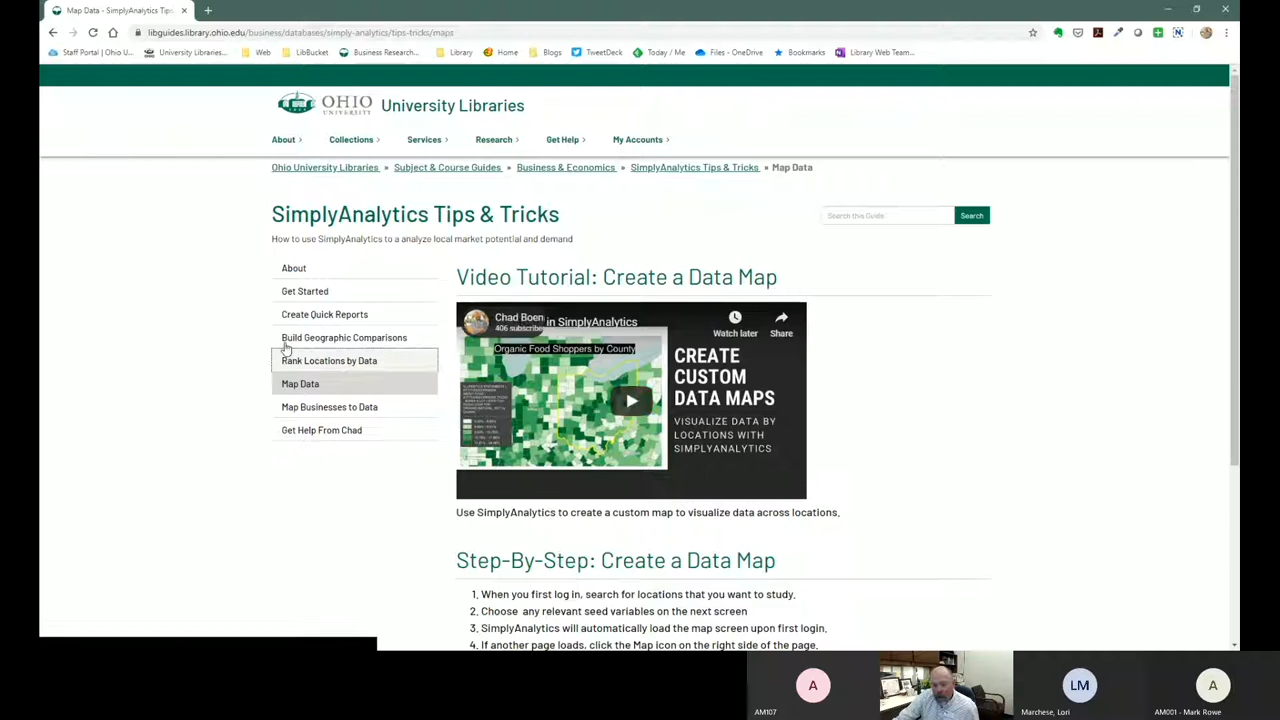 Map Data - SimplyAnalytics Tips
libguides.library.ohio.edu/business/databases/simply-analytics/tips-tricks/maps
Staff Portal | Ohio U... University Libraries... Web LibBucket Business Research... Library Home Blogs TweetDeck Today / Me Files - OneDrive Bookmarks Library Web Team...
OHIO UNIVERSITY University Libraries
About Collections Services Research Get Help My Accounts
Ohio University Libraries » Subject & Course Guides » Business & Economics » SimplyAnalytics Tips & Tricks » Map Data
SimplyAnalytics Tips & Tricks
Search this Guide Search
How to use SimplyAnalytics to a analyze local market potential and demand
About
Get Started
Create Quick Reports
Build Geographic Comparisons
Rank Locations by Data
Map Data
Map Businesses to Data
Get Help From Chad
Video Tutorial: Create a Data Map
Chad Boen
406 subscribe
in SimplyAnalytics
Watch later Share
Organic Food Shoppers by County
CREATE
CUSTOM
DATA MAPS
VISUALIZE DATA BY
LOCATIONS WITH
SIMPLYANALYTICS
Use SimplyAnalytics to create a custom map to visualize data across locations.
Step-By-Step: Create a Data Map
1. When you first log in, search for locations that you want to study.
2. Choose any relevant seed variables on the next screen
3. SimplyAnalytics will automatically load the map screen upon first login.
4. If another page loads, click the Map icon on the right side of the page.
A LM A
AM107 Marchese, Lori AM001 - Mark Rowe